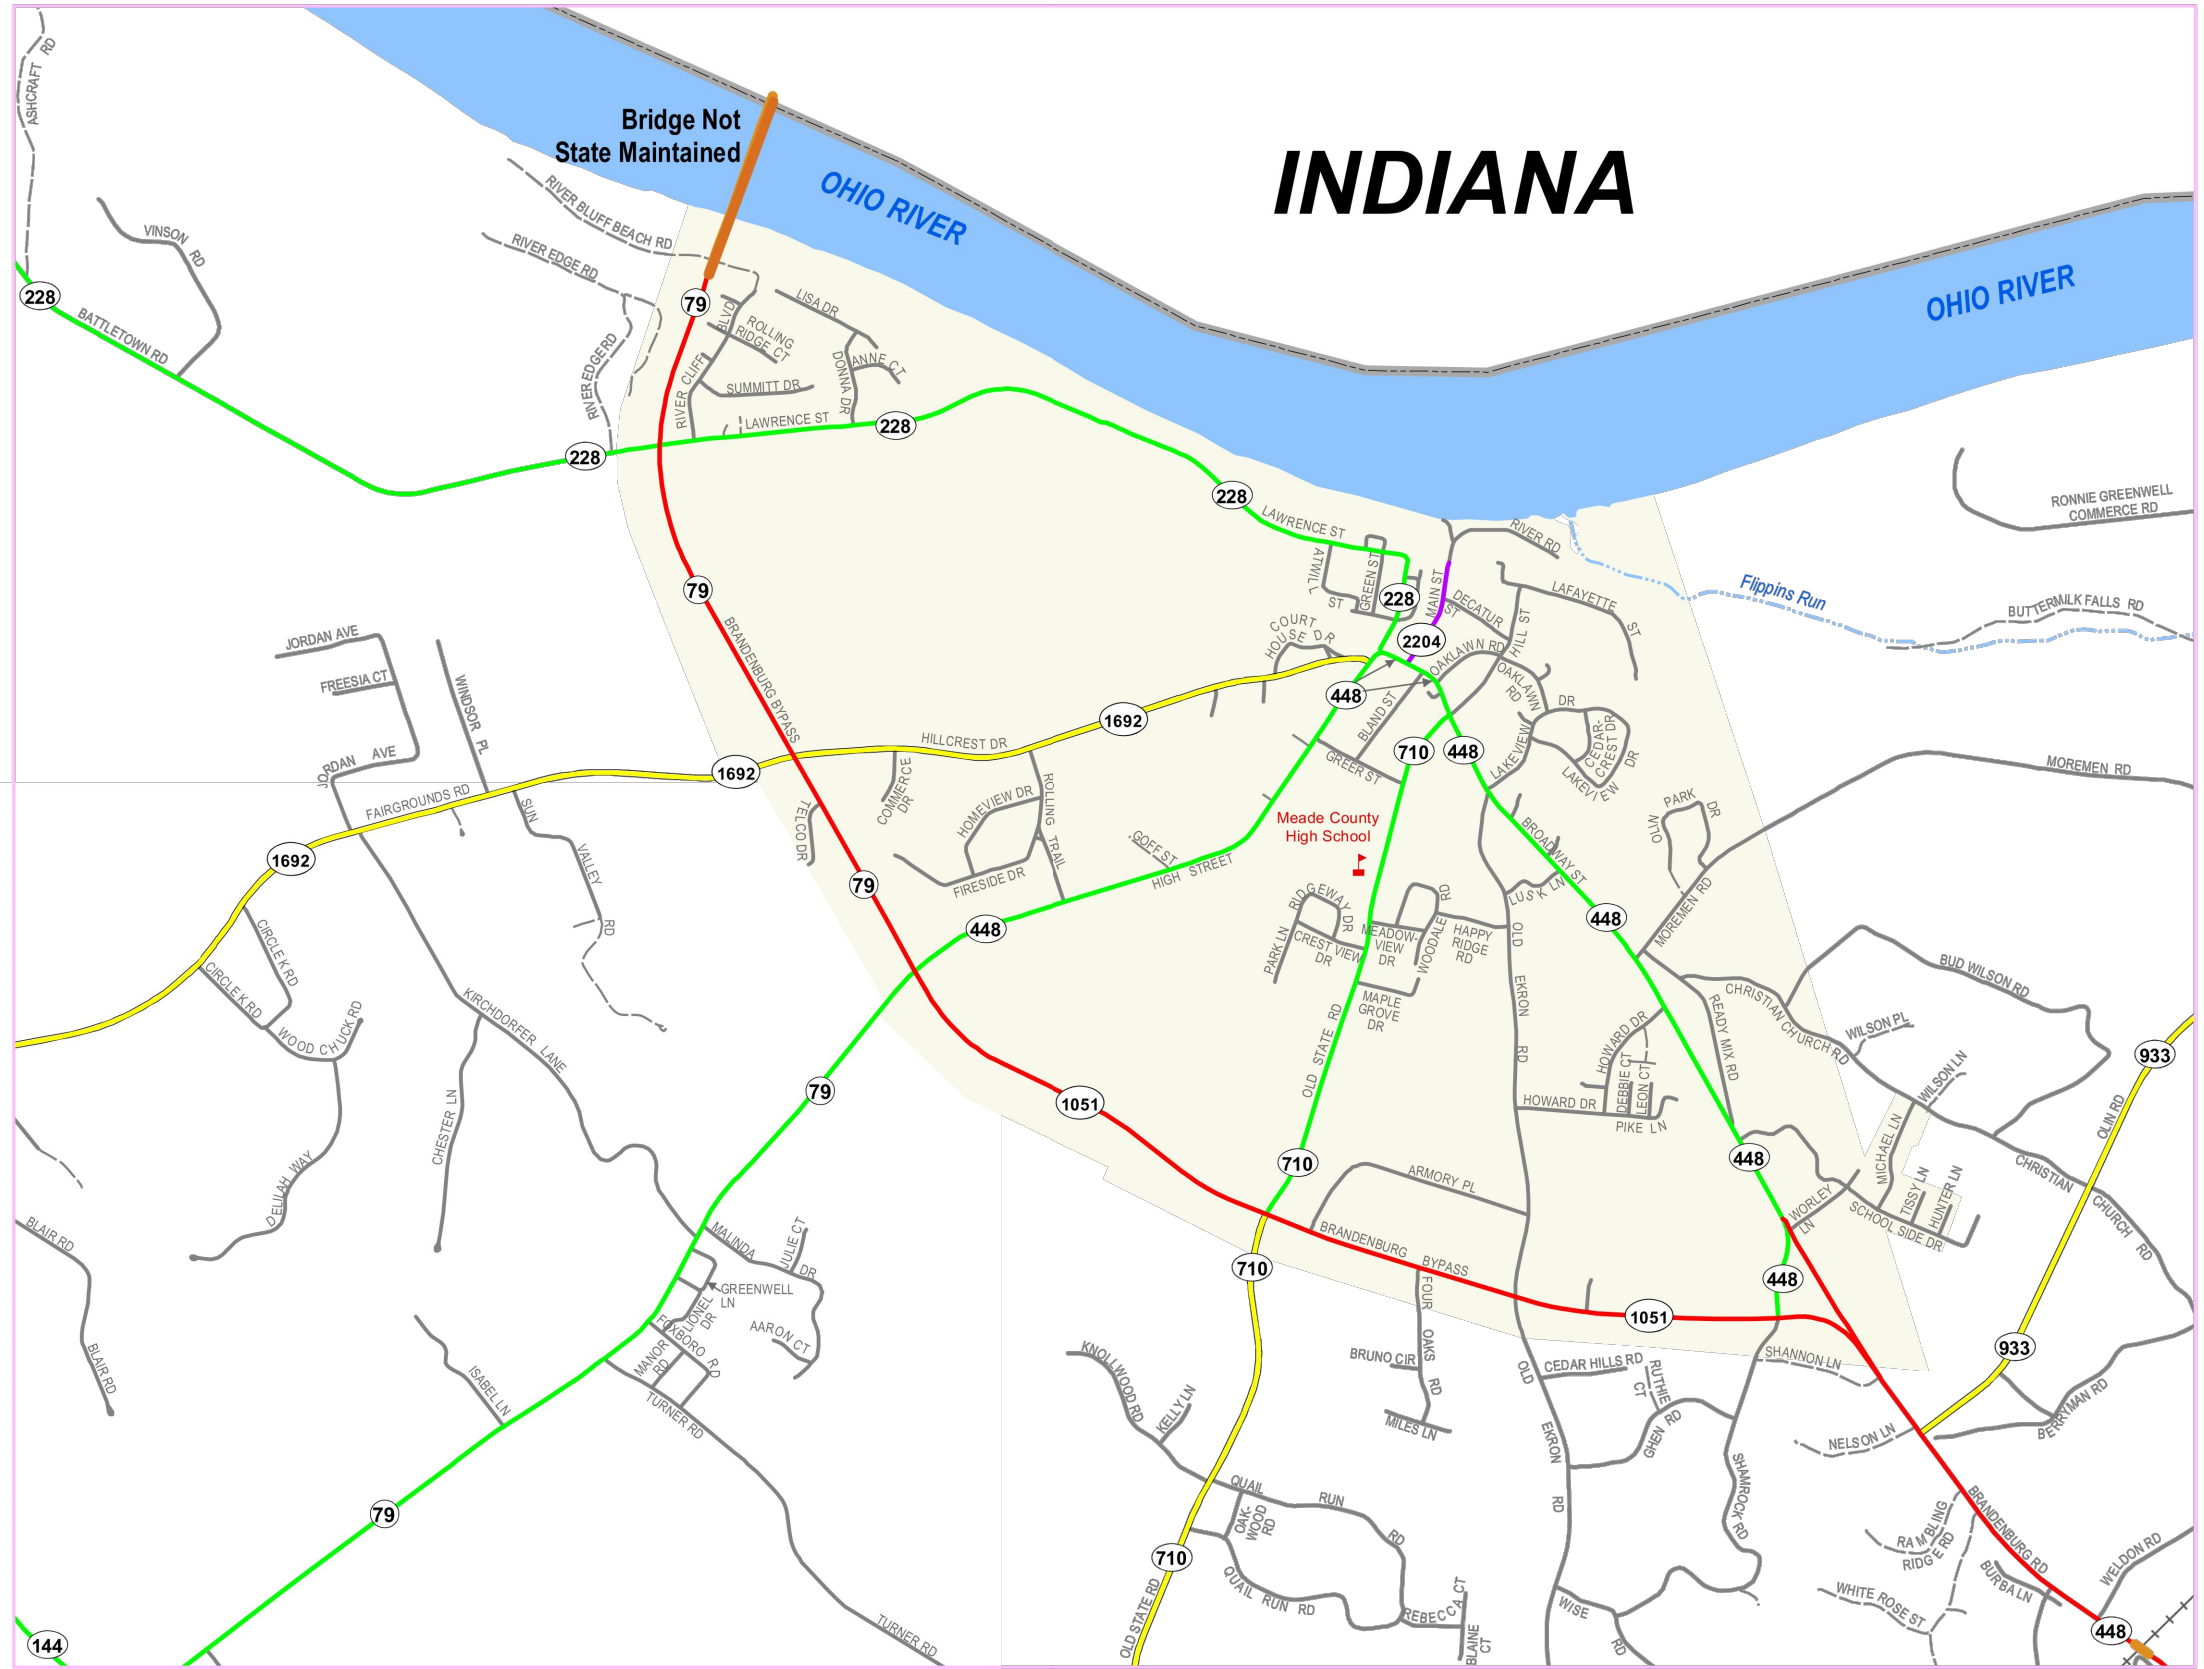 ASHCRAFT RD
Bridge Not
State Maintained
OHIO RIVER
INDIANA
OHIO RIVER
VINSON RD
228
BATTLETOWN RD
RIVER BLUFF BEACH RD
RIVER EDGE RD
RIVER EDGE RD
79
BLVD
RIVER CLIFF
LISA DR
ROLLING
RIDGE CT
DONNA DR
ANNE CT
SUMMITT DR
LAWRENCE ST
228
228
228
LAWRENCE ST
ATWILL
ST
GREEN ST
228
MAIN ST
RIVER RD
DECATUR
ST
HILL ST
LAFAYETTE
ST
2204
COURT
HOUSE DR
OAKLAWN RD
OAKLAWN
RD
RONNIE GREENWELL
COMMERCE RD
Flippins Run
BUTTERMILK FALLS RD
79
BRANDENBURG BYPASS
JORDAN AVE
FREESIA CT
WINDSOR PL
JORDAN AVE
FAIRGROUNDS RD
1692
HILLCREST DR
1692
448
BLAND ST
GREER ST
710
448
LAKEVIEW
DR
CEDAR-
CREST DR
LAKEVIEW
DR
MOREMEN RD
OLIN
PARK
DR
1692
SUN
VALLEY
RD
TELCO DR
COMMERCE
DR
HOMEVIEW DR
ROLLING
TRAIL
FIRESIDE DR
79
GOFF ST
HIGH STREET
Meade County
High School
BROADWAY ST
LUSK LN
448
MOREMEN RD
448
RIDGEWAY
DR
PARK LN
CREST VIEW
DR
MEADOW-
VIEW
DR
WOODALE
RD
HAPPY
RIDGE
RD
MAPLE
GROVE
DR
OLD
EKRON
RD
CIRCLE K RD
CIRCLE K RD
WOOD CHUCK RD
KIRCHDORFER LANE
CHESTER LN
DELILAH WAY
79
1051
OLD STATE RD
710
HOWARD DR
DEBBIE CT
LEON CT
HOWARD DR
PIKE LN
READY MIX RD
CHRISTIAN CHURCH RD
BUD WILSON RD
WILSON PL
WILSON LN
933
OLIN RD
448
MICHAEL LN
TISSY LN
HUNTER LN
SCHOOL SIDE DR
WORLEY
LN
CHRISTIAN
CHURCH
RD
BLAIR RD
BLAIR RD
ISABEL LN
MALINDA
DR
JULIE CT
GREENWELL
LN
LIONEL
DR
FOXBORO RD
MANOR
RD
AARON CT
TURNER RD
TURNER RD
79
144
710
ARMORY PL
BRANDENBURG BYPASS
FOUR
OAKS
RD
BRUNO CIR
MILES LN
1051
448
SHANNON LN
KNOLLWOOD RD
KELLY LN
QUAIL
RUN
RD
OAK-
WOOD
RD
QUAIL RUN RD
710
OLD STATE RD
REBECCA CT
BLAINE
CT
OLD
EKRON
RD
CEDAR HILLS RD
RUTHIE
CT
GHEN RD
SHAMROCK RD
WISE
RD
933
BERRYMAN RD
NELSON LN
RAMBLING
RIDGE RD
BRANDENBURG RD
BURBA LN
WHITE ROSE ST
WELDON RD
448